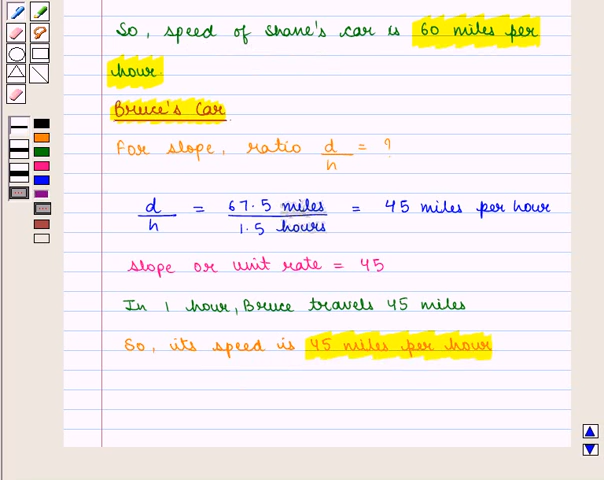 So, speed of Shane's car is 60 miles per
hour.
Bruce's Car
For slope, ratio d/h = ?
d/h = 67.5 miles/1.5 hours = 45 miles per hour
slope or unit rate = 45
In 1 hour, Bruce travels 45 miles
So, its speed is 45 miles per hour